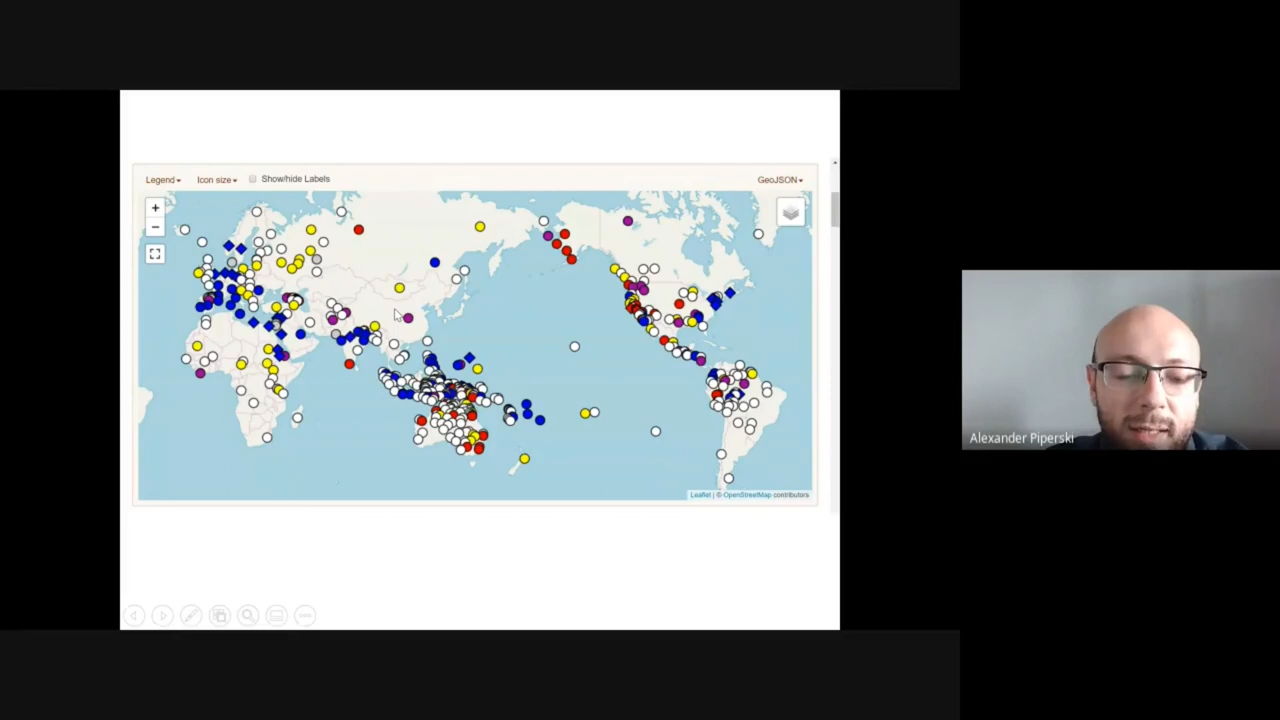 Legend
Icon size
Show/hide Labels
GeoJSON
+
−
Leaflet | © OpenStreetMap contributors
Alexander Piperski